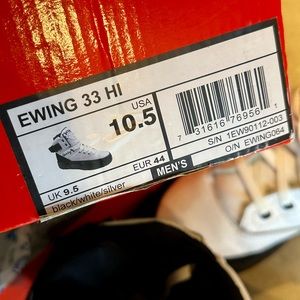 EWING 33 HI
USA
10.5
UK 9.5
EUR 44
MEN'S
black/white/silver
7 31616 76956 1
S/N 1EW90112-003
O/N EWING064